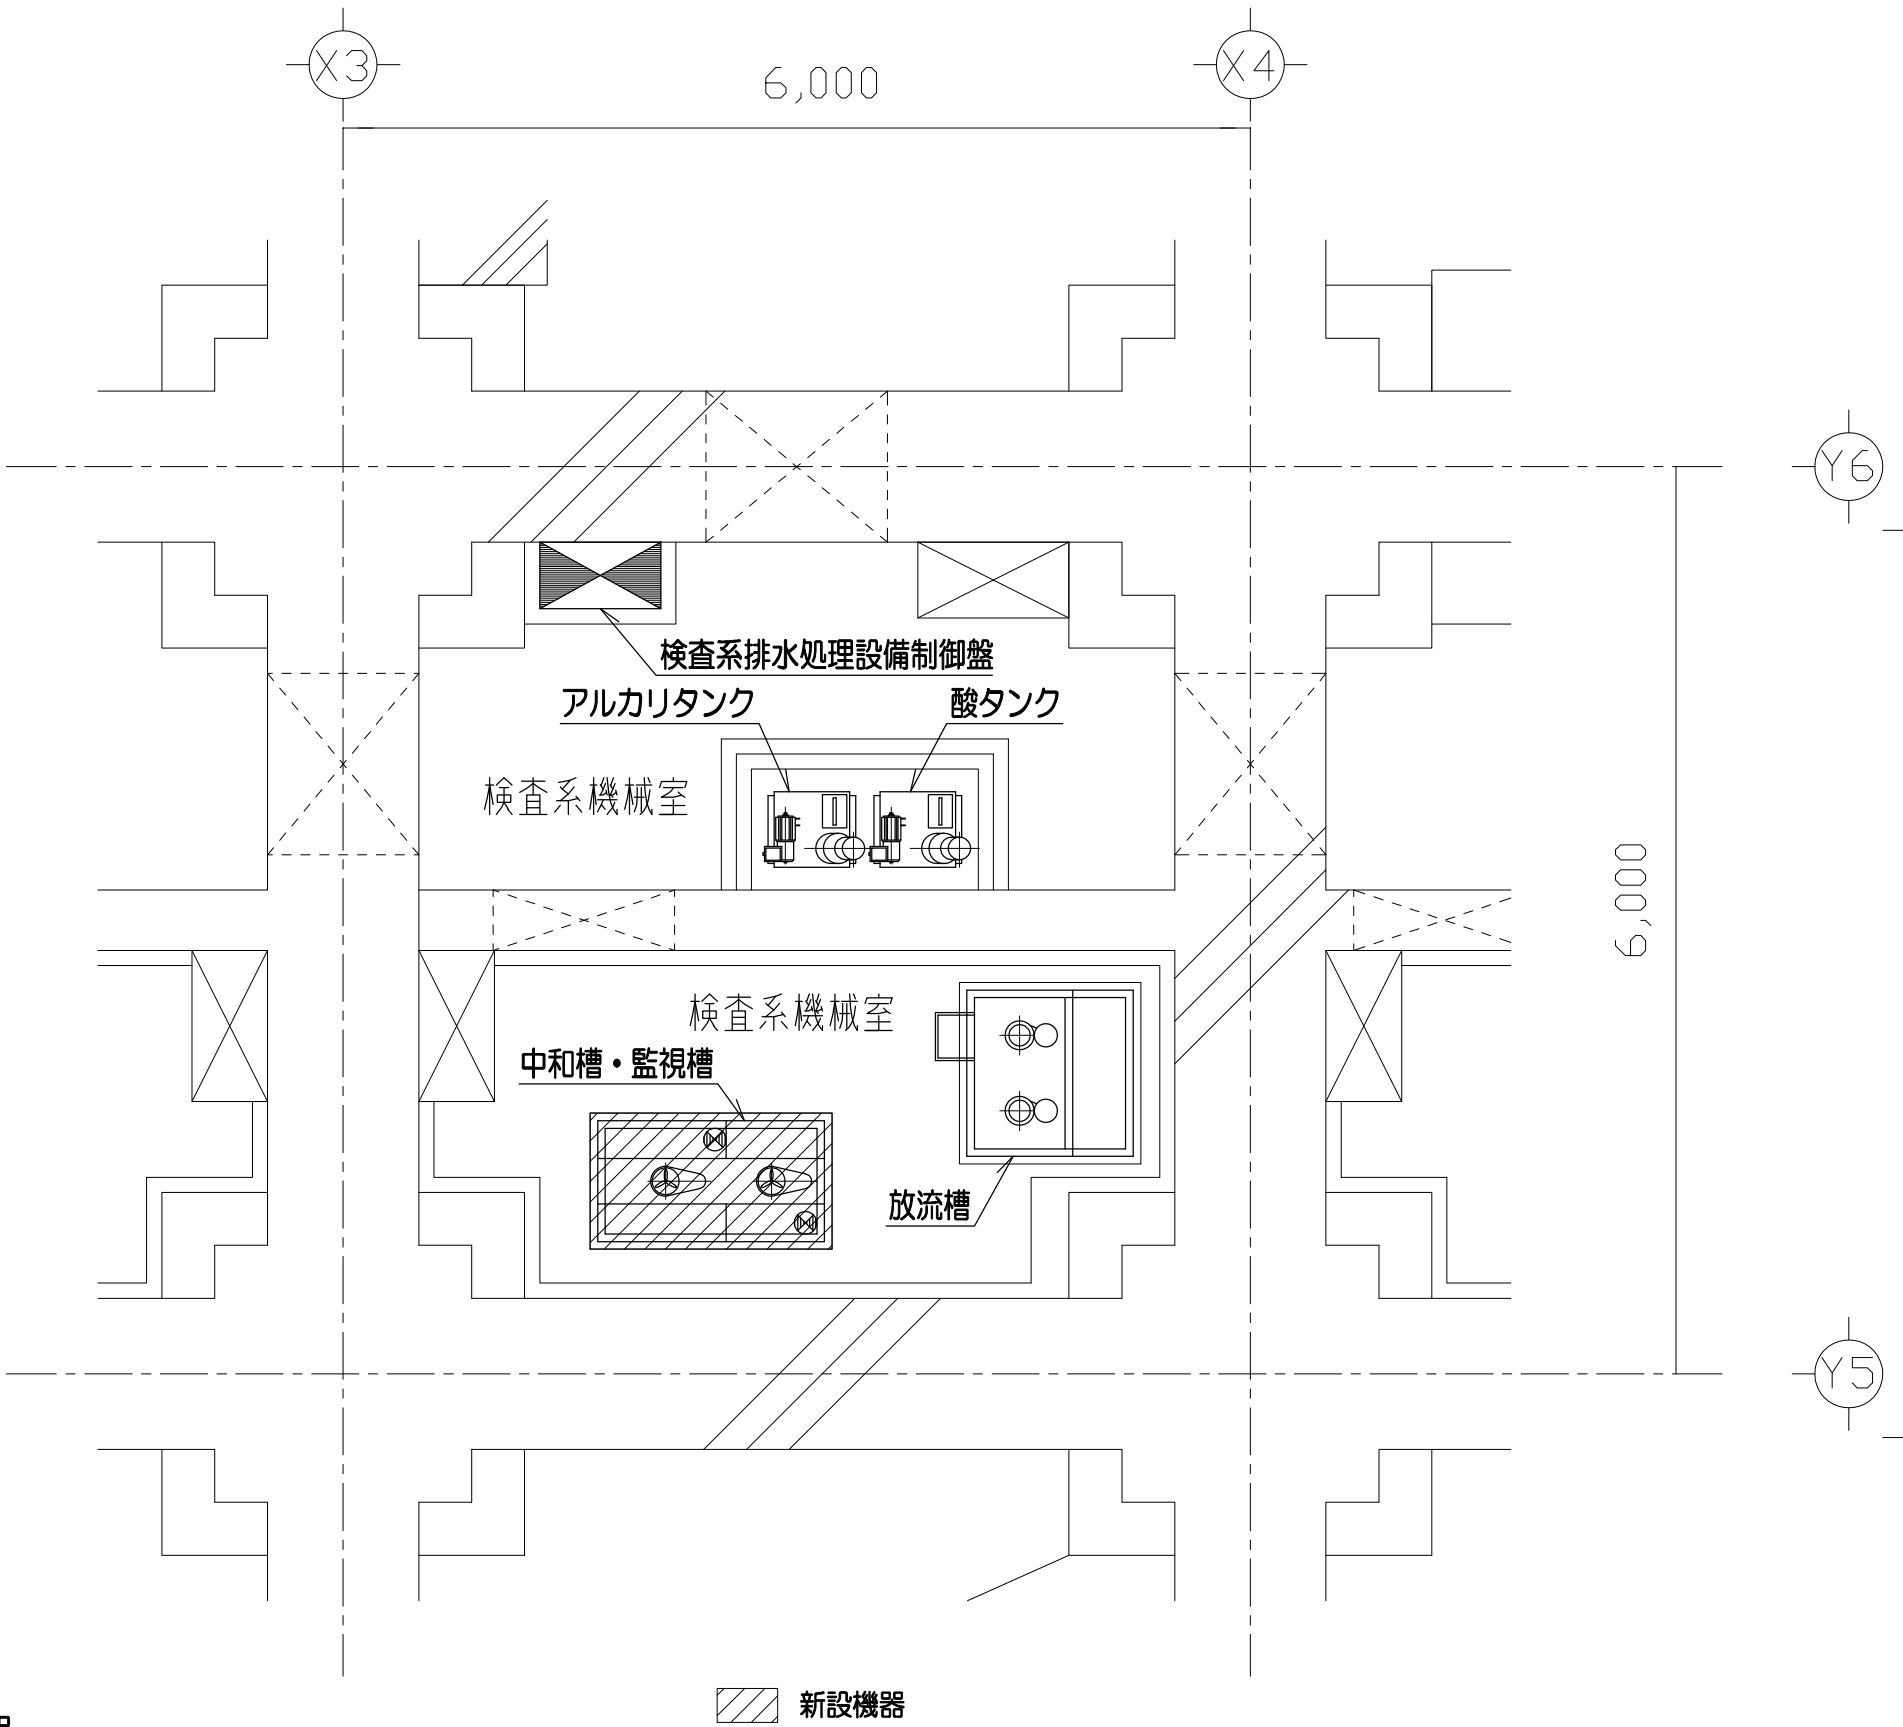 X3
X4
6,000
Y6
検査系排水処理設備制御盤
アルカリタンク
酸タンク
検査系機械室
6,000
検査系機械室
中和槽・監視槽
放流槽
Y5
新設機器